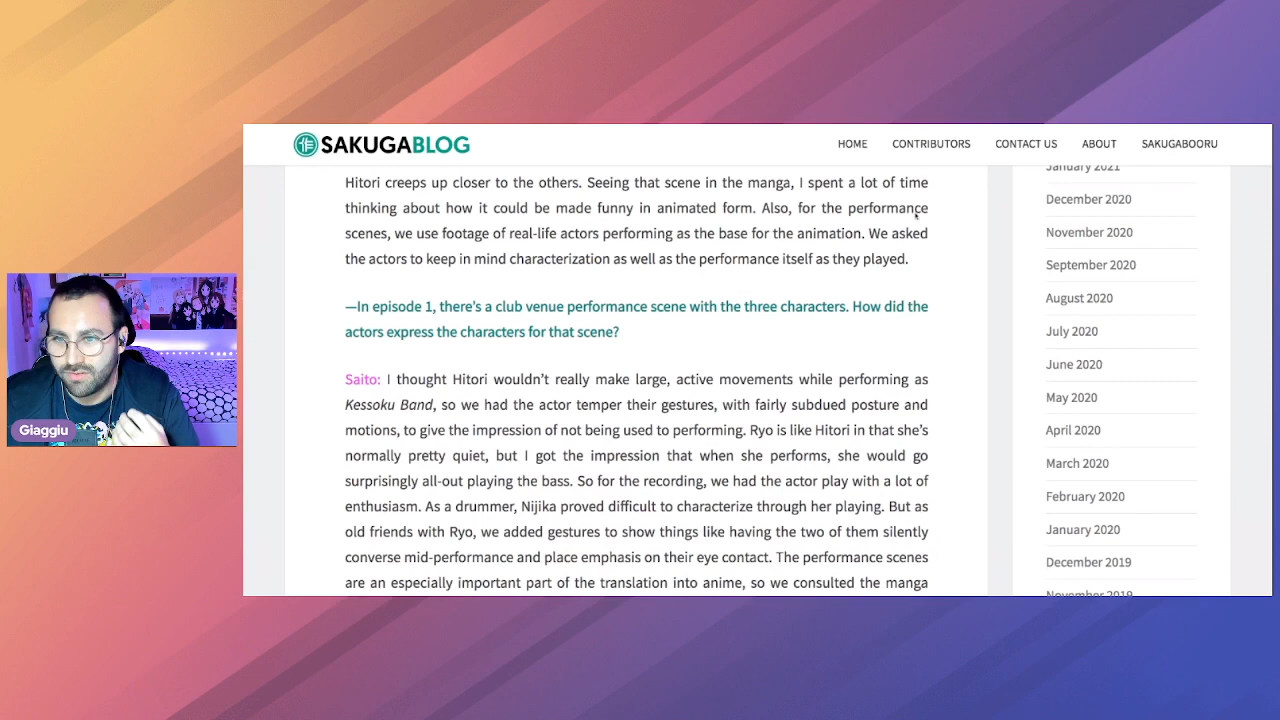 SAKUGABLOG
HOME CONTRIBUTORS CONTACT US ABOUT SAKUGABOORU
Hitori creeps up closer to the others. Seeing that scene in the manga, I spent a lot of time
thinking about how it could be made funny in animated form. Also, for the performance
scenes, we use footage of real-life actors performing as the base for the animation. We asked
the actors to keep in mind characterization as well as the performance itself as they played.
—In episode 1, there's a club venue performance scene with the three characters. How did the
actors express the characters for that scene?
Saito: I thought Hitori wouldn't really make large, active movements while performing as
Kessoku Band, so we had the actor temper their gestures, with fairly subdued posture and
motions, to give the impression of not being used to performing. Ryo is like Hitori in that she's
normally pretty quiet, but I got the impression that when she performs, she would go
surprisingly all-out playing the bass. So for the recording, we had the actor play with a lot of
enthusiasm. As a drummer, Nijika proved difficult to characterize through her playing. But as
old friends with Ryo, we added gestures to show things like having the two of them silently
converse mid-performance and place emphasis on their eye contact. The performance scenes
are an especially important part of the translation into anime, so we consulted the manga
January 2021
December 2020
November 2020
September 2020
August 2020
July 2020
June 2020
May 2020
April 2020
March 2020
February 2020
January 2020
December 2019
November 2019
Giaggiu